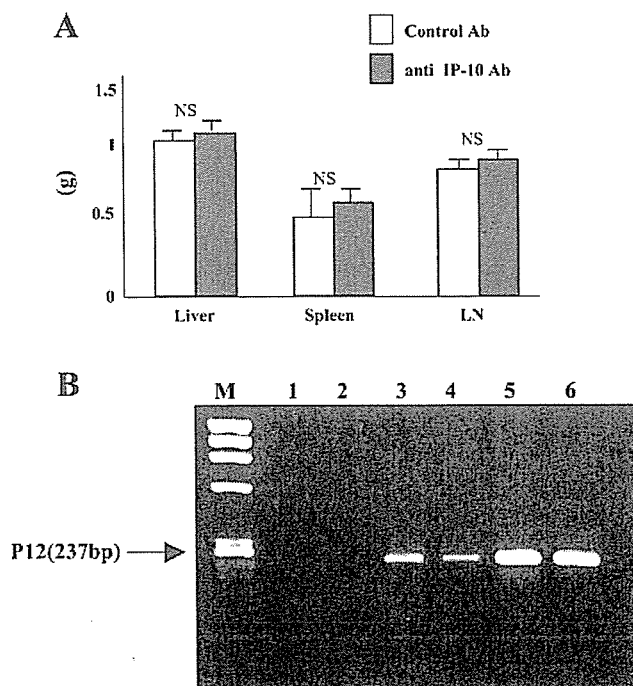 A
Control Ab
anti IP-10 Ab
1.5
1
0.5
0
(g)
NS
NS
NS
Liver
Spleen
LN
B
M 1 2 3 4 5 6
P12(237bp)